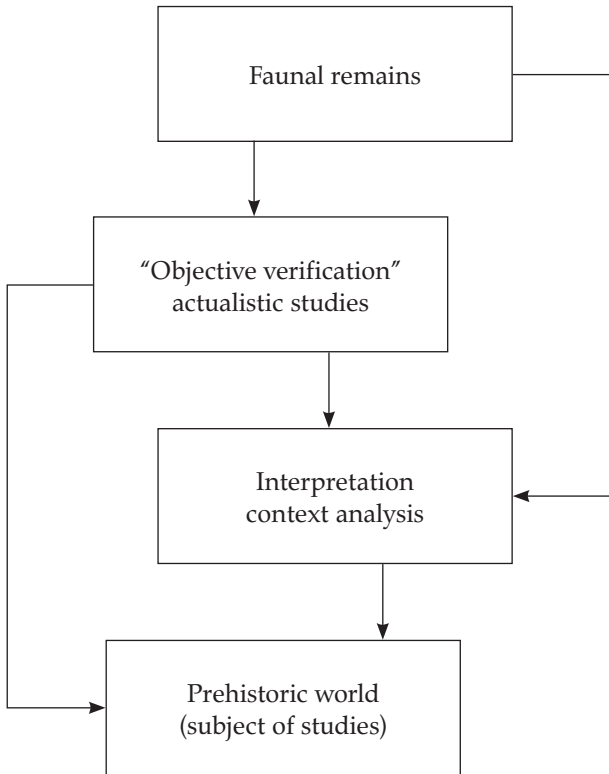 Faunal remains
“Objective verification”
actualistic studies
Interpretation
context analysis
Prehistoric world
(subject of studies)